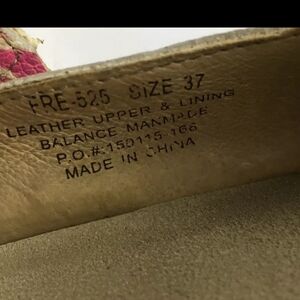 FRE-525 SIZE 37
LEATHER UPPER & LINING
BALANCE MANMADE
P.O.#:150115-166
MADE IN CHINA